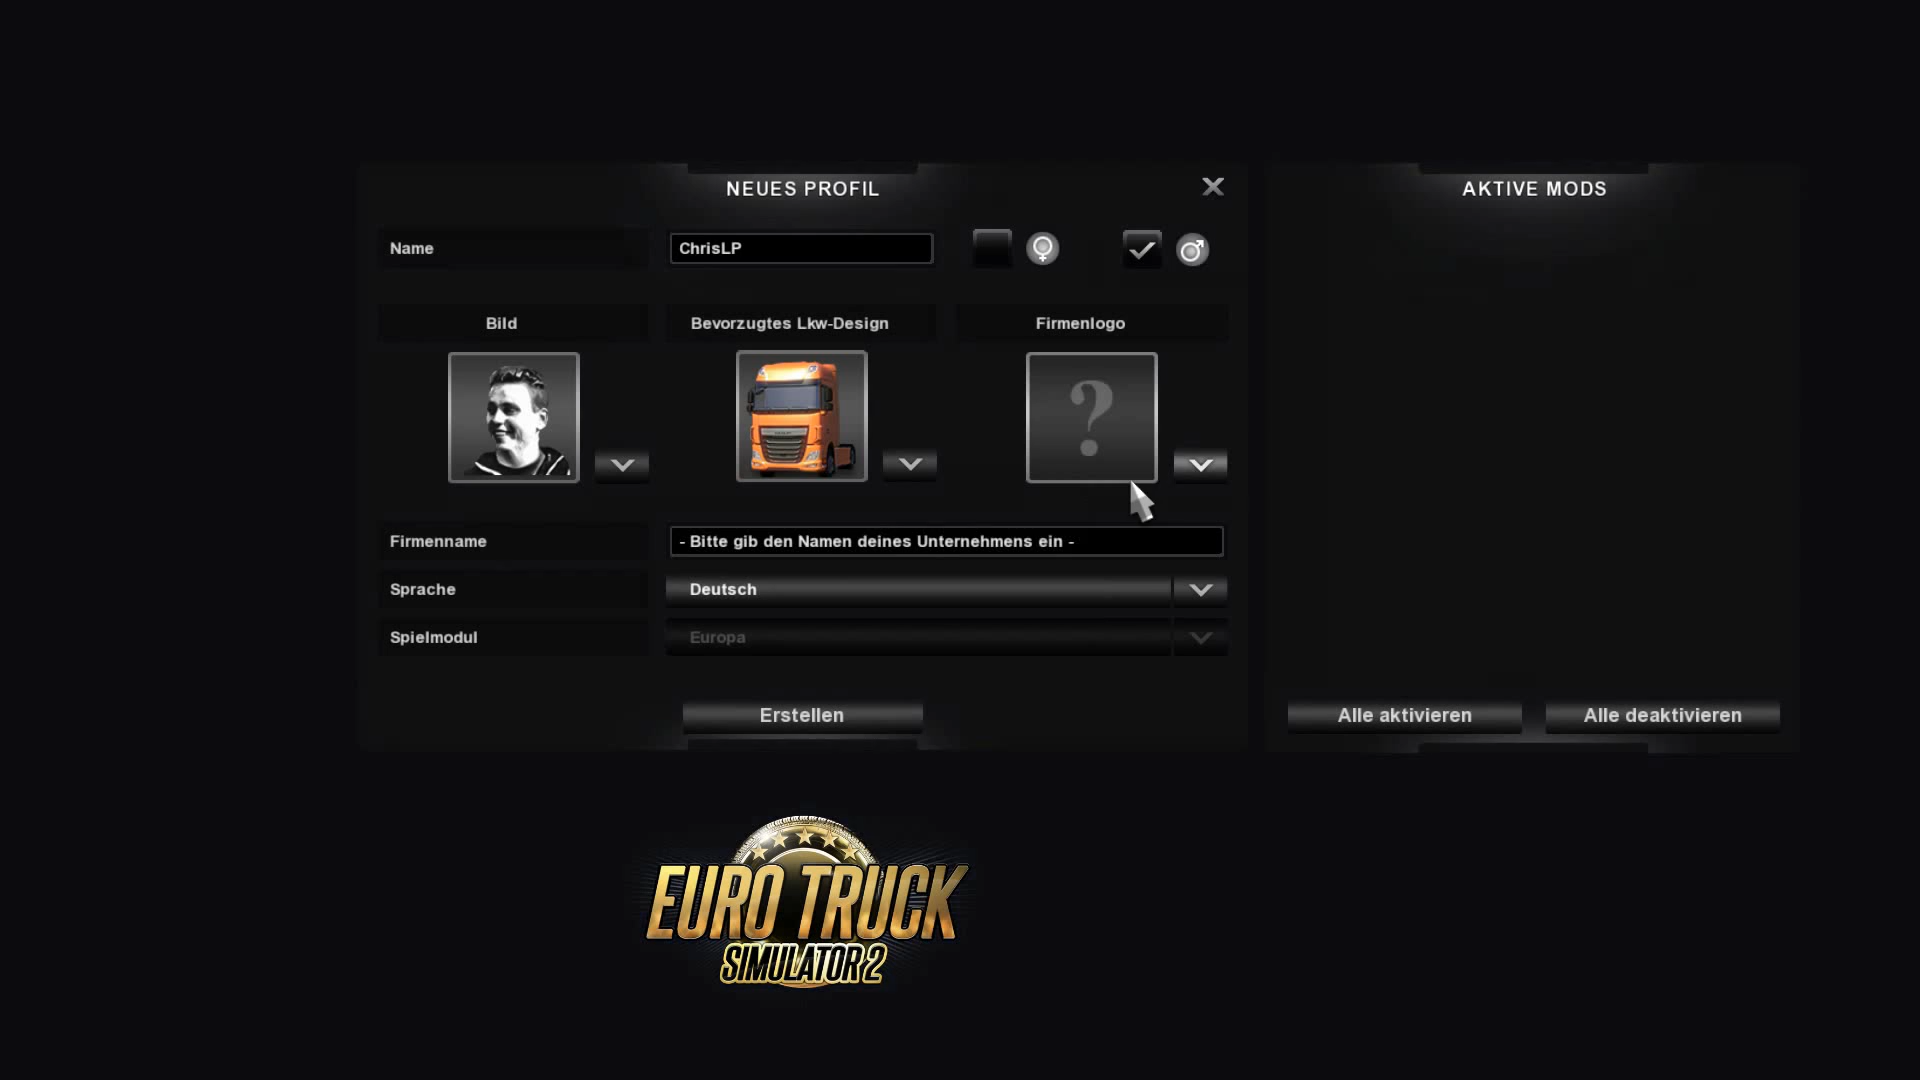 NEUES PROFIL
AKTIVE MODS
Name
ChrisLP
Bild
Bevorzugtes Lkw-Design
Firmenlogo
?
Firmenname
- Bitte gib den Namen deines Unternehmens ein -
Sprache
Deutsch
Spielmodul
Europa
Erstellen
Alle aktivieren
Alle deaktivieren
EURO TRUCK
SIMULATOR 2